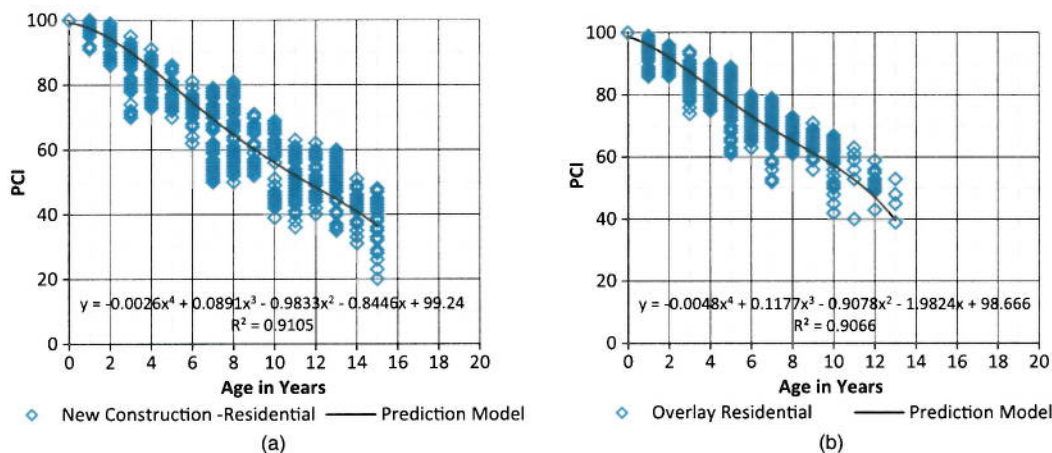 100
80
60
40
20
0
PCI
y = -0.0026x⁴ + 0.0891x³ - 0.9833x² - 0.8446x + 99.24
R² = 0.9105
0 2 4 6 8 10 12 14 16 18 20
Age in Years
◇ New Construction -Residential — Prediction Model
(a)
100
80
60
40
20
0
PCI
y = -0.0048x⁴ + 0.1177x³ - 0.9078x² - 1.9824x + 98.666
R² = 0.9066
0 2 4 6 8 10 12 14 16 18 20
Age in Years
◇ Overlay Residential — Prediction Model
(b)